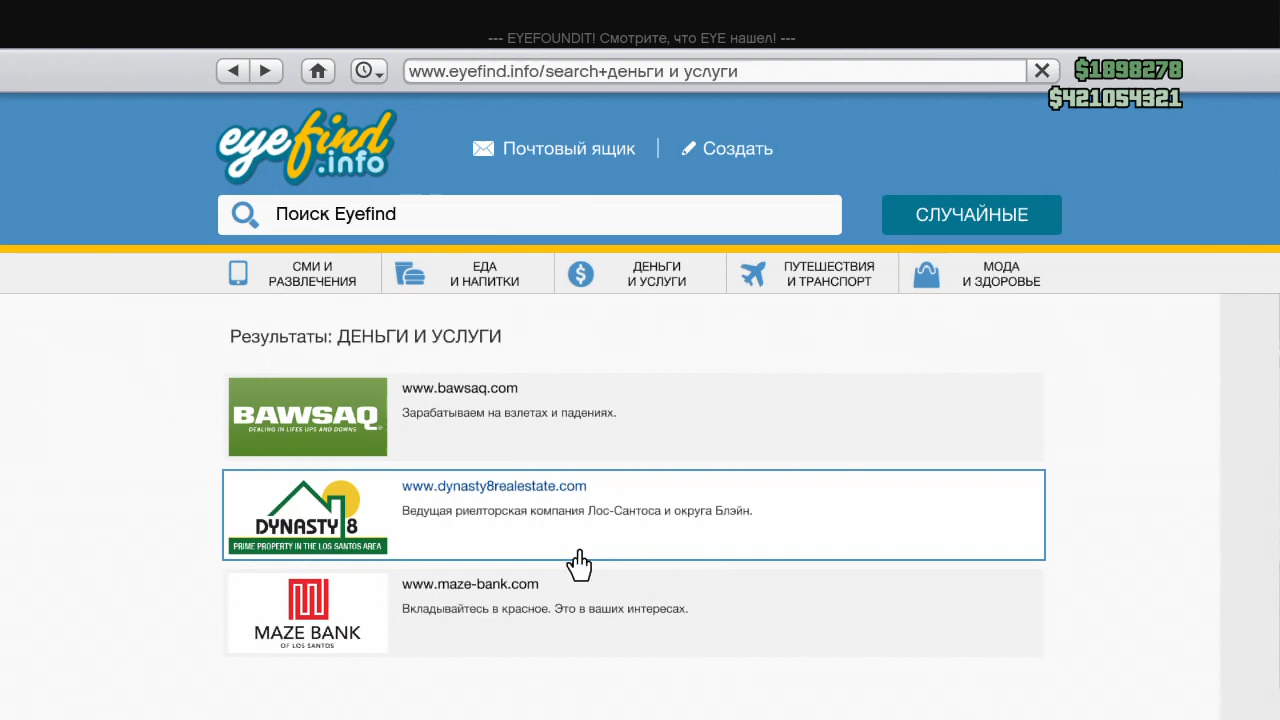 --- EYEFOUNDIT! Смотрите, что EYE нашел! ---
www.eyefind.info/search+деньги и услуги
$1898278
$421054321
eyefind
.info
Почтовый ящик
Создать
Поиск Eyefind
СЛУЧАЙНЫЕ
СМИ И
РАЗВЛЕЧЕНИЯ
ЕДА
И НАПИТКИ
ДЕНЬГИ
И УСЛУГИ
ПУТЕШЕСТВИЯ
И ТРАНСПОРТ
МОДА
И ЗДОРОВЬЕ
Результаты: ДЕНЬГИ И УСЛУГИ
BAWSAQ
DEALING IN LIFES UPS AND DOWNS
www.bawsaq.com
Зарабатываем на взлетах и падениях.
DYNASTY 8
PRIME PROPERTY IN THE LOS SANTOS AREA
www.dynasty8realestate.com
Ведущая риелторская компания Лос-Сантоса и округа Блэйн.
MAZE BANK
OF LOS SANTOS
www.maze-bank.com
Вкладывайтесь в красное. Это в ваших интересах.